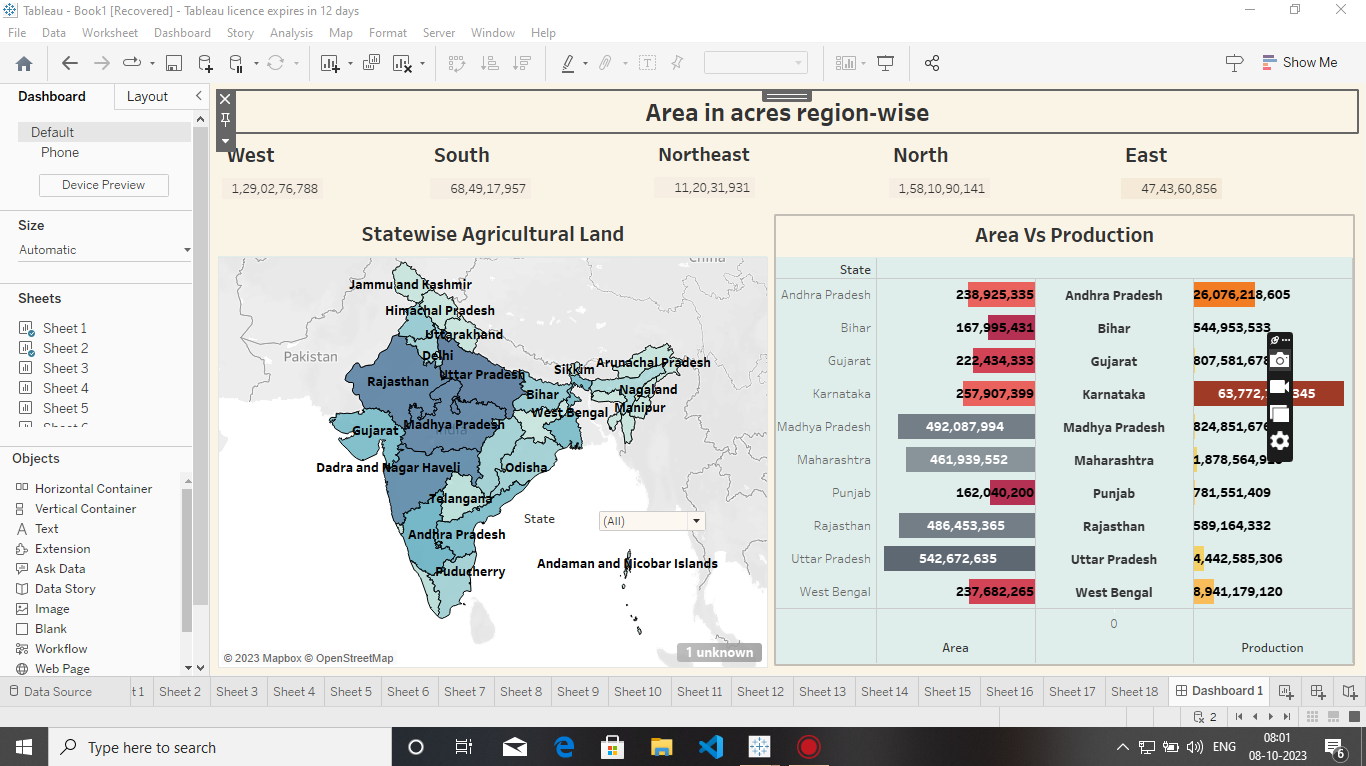 Tableau - Book1 [Recovered] - Tableau licence expires in 12 days
File Data Worksheet Dashboard Story Analysis Map Format Server Window Help
Show Me
Dashboard Layout
Default
Phone
Device Preview
Size
Automatic
Sheets
Sheet 1
Sheet 2
Sheet 3
Sheet 4
Sheet 5
Objects
Horizontal Container
Vertical Container
Text
Extension
Ask Data
Data Story
Image
Blank
Workflow
Web Page
Area in acres region-wise
West South Northeast North East
1,29,02,76,788 68,49,17,957 11,20,31,931 1,58,10,90,141 47,43,60,856
Statewise Agricultural Land
China
Jammu and Kashmir
Himachal Pradesh
Uttarakhand
Pakistan
Delhi
Arunachal Pradesh
Sikkim
Uttar Pradesh
Rajasthan
Nagaland
Bihar
Manipur
West Bengal
Madhya Pradesh
Gujarat
India
Dadra and Nagar Haveli
Odisha
Telangana
State (All)
Andhra Pradesh
Andaman and Nicobar Islands
Puducherry
1 unknown
© 2023 Mapbox © OpenStreetMap
Area Vs Production
State
Andhra Pradesh 238,925,335 Andhra Pradesh 26,076,218,605
Bihar 167,995,431 Bihar 544,953,533
Gujarat 222,434,333 Gujarat 807,581,678
Karnataka 257,907,399 Karnataka 63,772, 345
Madhya Pradesh 492,087,994 Madhya Pradesh 824,851,676
Maharashtra 461,939,552 Maharashtra 1,878,564,9
Punjab 162,040,200 Punjab 781,551,409
Rajasthan 486,453,365 Rajasthan 589,164,332
Uttar Pradesh 542,672,635 Uttar Pradesh 4,442,585,306
West Bengal 237,682,265 West Bengal 8,941,179,120
0
Area Production
Data Source t 1 Sheet 2 Sheet 3 Sheet 4 Sheet 5 Sheet 6 Sheet 7 Sheet 8 Sheet 9 Sheet 10 Sheet 11 Sheet 12 Sheet 13 Sheet 14 Sheet 15 Sheet 16 Sheet 17 Sheet 18 Dashboard 1
2
Type here to search
ENG
08:01
08-10-2023
6